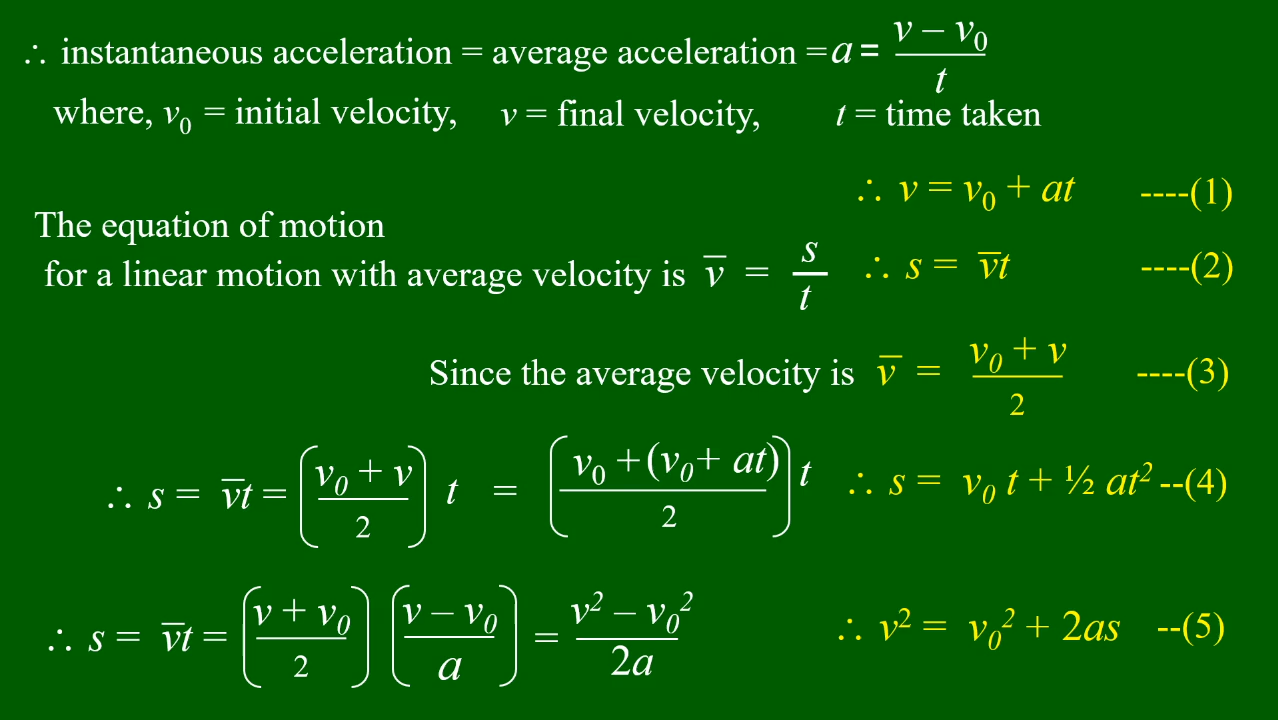 ∴ instantaneous acceleration = average acceleration = a = (v – v₀)/t
where, v₀ = initial velocity, v = final velocity, t = time taken
∴ v = v₀ + at ----(1)
The equation of motion
for a linear motion with average velocity is v̅ = s/t ∴ s = v̅t ----(2)
Since the average velocity is v̅ = (v₀ + v)/2 ----(3)
∴ s = v̅t = ((v₀ + v)/2) t = ((v₀ + (v₀ + at))/2) t ∴ s = v₀ t + ½ at² --(4)
∴ s = v̅t = ((v + v₀)/2) ((v – v₀)/a) = (v² – v₀²)/2a ∴ v² = v₀² + 2as --(5)